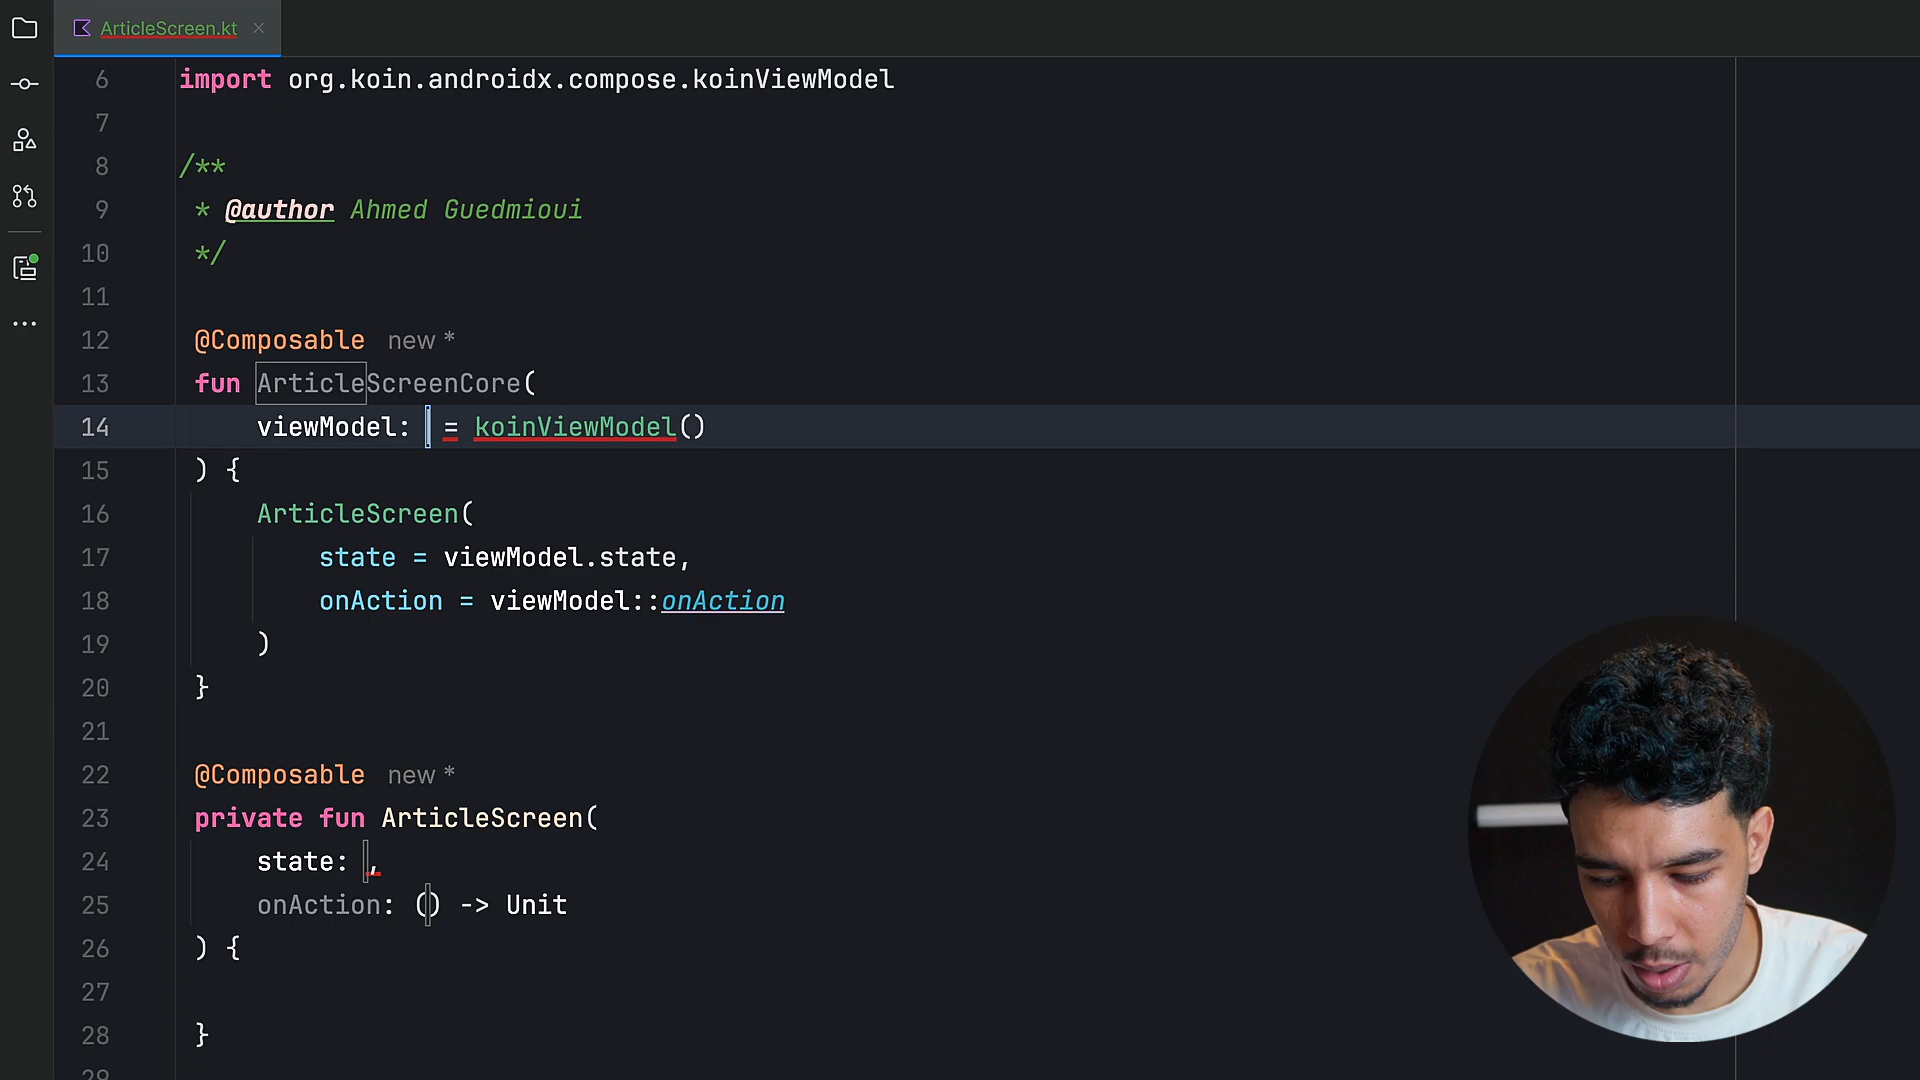 ArticleScreen.kt
6 import org.koin.androidx.compose.koinViewModel
7
8 /**
9 * @author Ahmed Guedmioui
10 */
11
12 @Composable new *
13 fun ArticleScreenCore(
14 viewModel: = koinViewModel()
15 ) {
16 ArticleScreen(
17 state = viewModel.state,
18 onAction = viewModel::onAction
19 )
20 }
21
22 @Composable new *
23 private fun ArticleScreen(
24 state: ,
25 onAction: () -> Unit
26 ) {
27
28 }
29